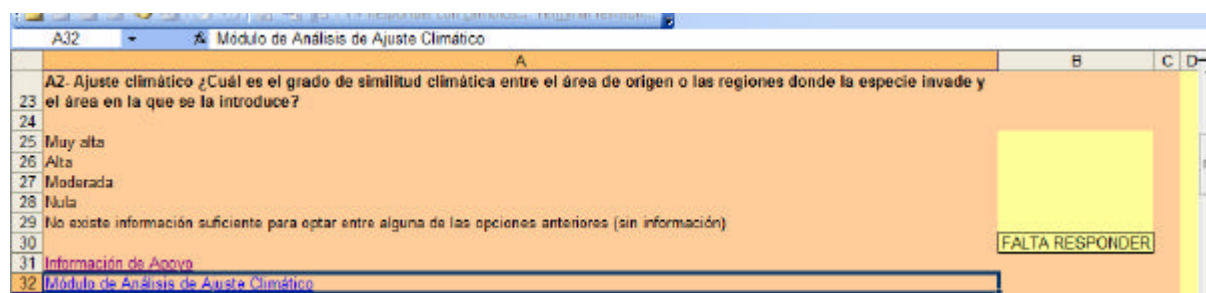 A32 Módulo de Análisis de Ajuste Climático
A B C D
A2- Ajuste climático ¿Cuál es el grado de similitud climática entre el área de origen o las regiones donde la especie invade y
23 el área en la que se la introduce?
24
25 Muy alta
26 Alta
27 Moderada
28 Nula
29 No existe información suficiente para optar entre alguna de las opciones anteriores (sin información)
30 FALTA RESPONDER
31 Información de Apoyo
32 Módulo de Análisis de Ajuste Climático